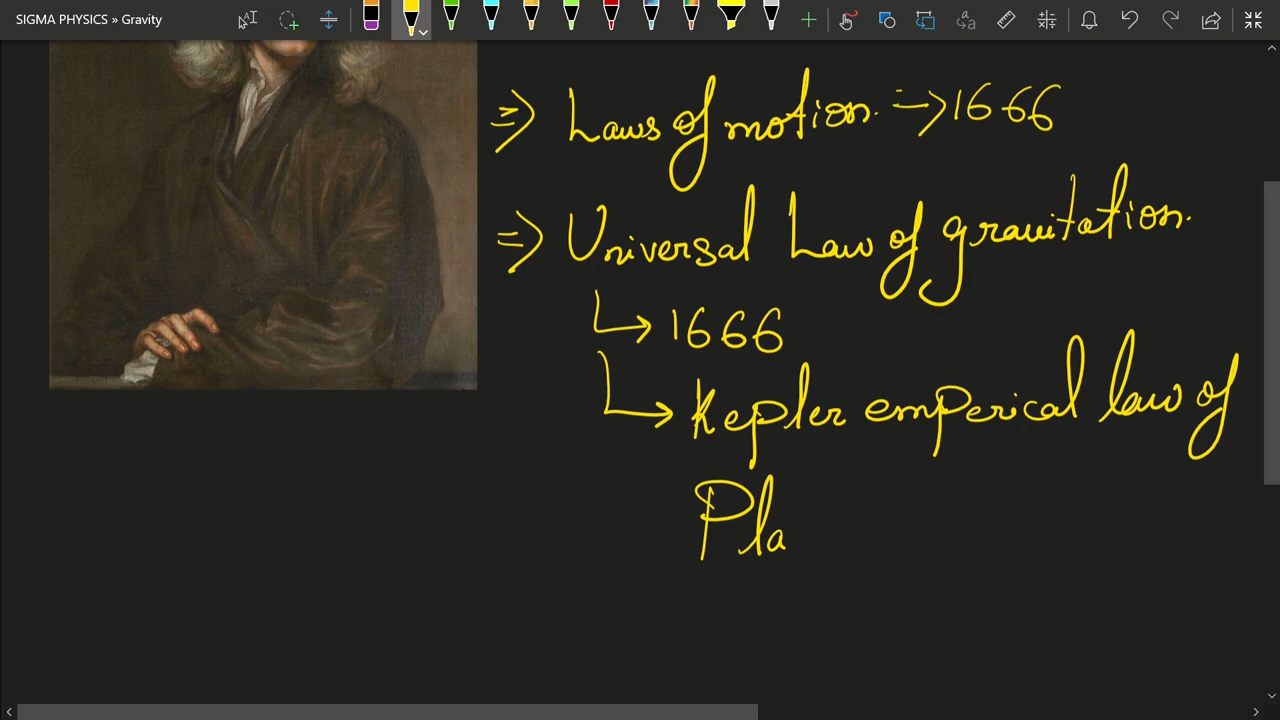 SIGMA PHYSICS » Gravity
⇒ Laws of motion. → 1666
⇒ Universal Law of gravitation.
↳ 1666
↳ Kepler emperical law of
Pla